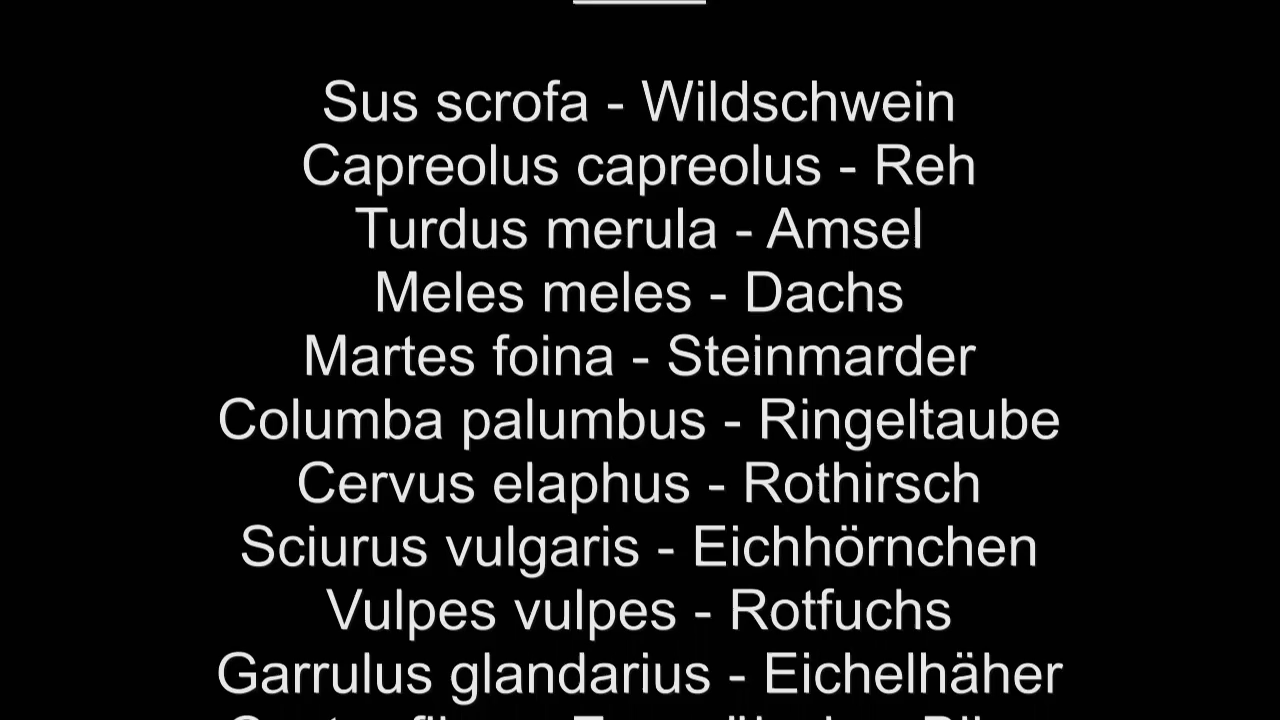 Sus scrofa - Wildschwein
Capreolus capreolus - Reh
Turdus merula - Amsel
Meles meles - Dachs
Martes foina - Steinmarder
Columba palumbus - Ringeltaube
Cervus elaphus - Rothirsch
Sciurus vulgaris - Eichhörnchen
Vulpes vulpes - Rotfuchs
Garrulus glandarius - Eichelhäher